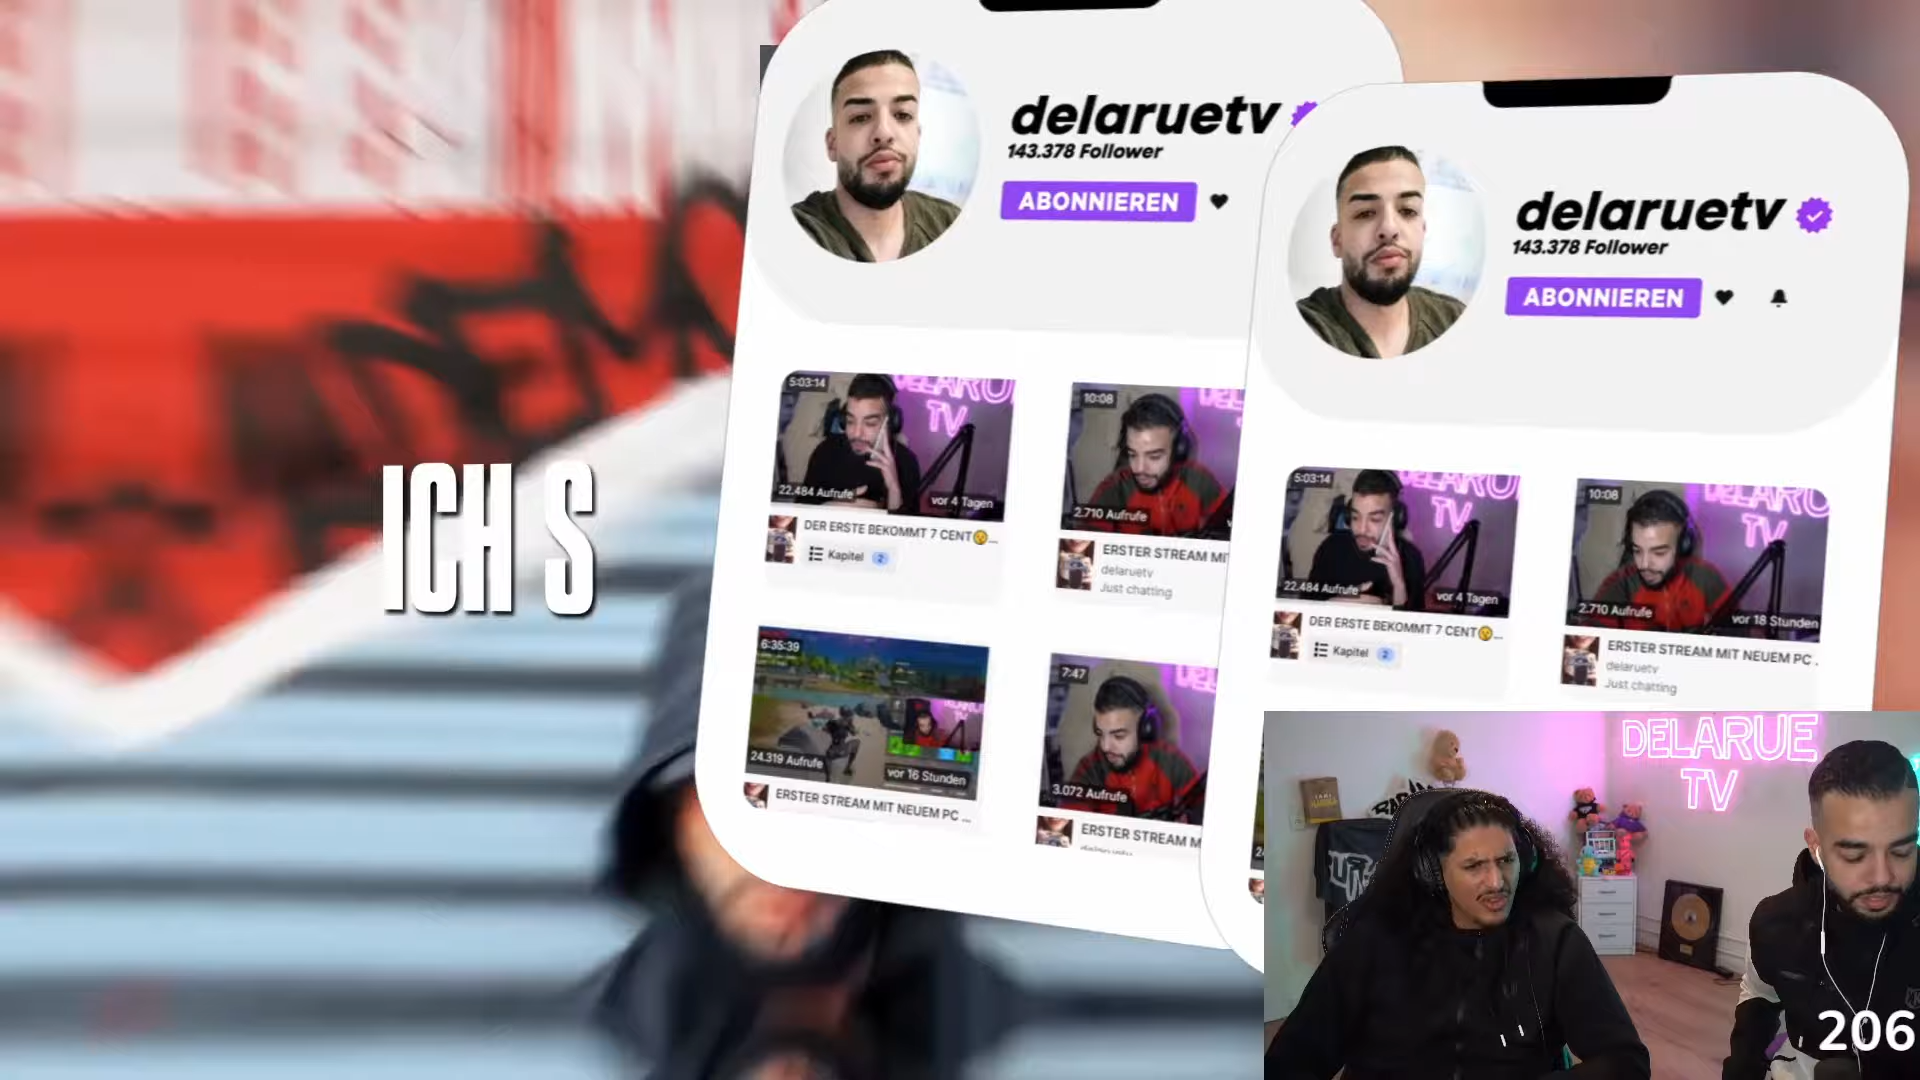 ICH S
delaruetv
143.378 Follower
ABONNIEREN
5:03:14
22.484 Aufrufe
vor 4 Tagen
DER ERSTE BEKOMMT 7 CENT😮...
Kapitel 2
10:08
2.710 Aufrufe
ERSTER STREAM MI
delaruetv
Just chatting
6:35:39
24.319 Aufrufe
vor 16 Stunden
ERSTER STREAM MIT NEUEM PC ...
7:47
3.072 Aufrufe
ERSTER STREAM M
delaruetv
143.378 Follower
ABONNIEREN
5:03:14
22.484 Aufrufe
vor 4 Tagen
DER ERSTE BEKOMMT 7 CENT😮...
Kapitel 2
10:08
2.710 Aufrufe
vor 18 Stunden
ERSTER STREAM MIT NEUEM PC .
delaruetv
Just chatting
DELARUE
TV
206